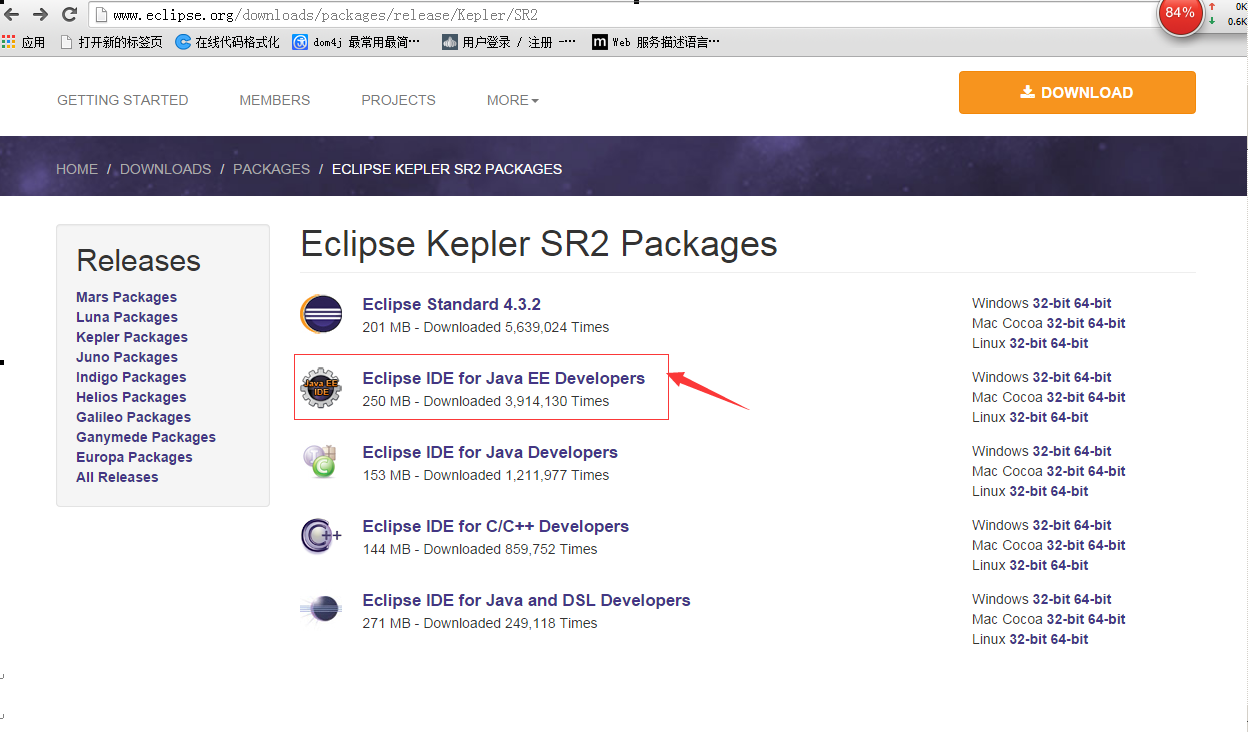 www.eclipse.org/downloads/packages/release/Kepler/SR2
84%
0K
0.6K
应用
打开新的标签页
在线代码格式化
dom4j 最常用最简…
用户登录 / 注册 -…
Web 服务描述语言…
GETTING STARTED
MEMBERS
PROJECTS
MORE
DOWNLOAD
HOME / DOWNLOADS / PACKAGES / ECLIPSE KEPLER SR2 PACKAGES
Releases
Mars Packages
Luna Packages
Kepler Packages
Juno Packages
Indigo Packages
Helios Packages
Galileo Packages
Ganymede Packages
Europa Packages
All Releases
Eclipse Kepler SR2 Packages
Eclipse Standard 4.3.2
201 MB - Downloaded 5,639,024 Times
Windows 32-bit 64-bit
Mac Cocoa 32-bit 64-bit
Linux 32-bit 64-bit
Java EE
IDE
Eclipse IDE for Java EE Developers
250 MB - Downloaded 3,914,130 Times
Windows 32-bit 64-bit
Mac Cocoa 32-bit 64-bit
Linux 32-bit 64-bit
Eclipse IDE for Java Developers
153 MB - Downloaded 1,211,977 Times
Windows 32-bit 64-bit
Mac Cocoa 32-bit 64-bit
Linux 32-bit 64-bit
C++
Eclipse IDE for C/C++ Developers
144 MB - Downloaded 859,752 Times
Windows 32-bit 64-bit
Mac Cocoa 32-bit 64-bit
Linux 32-bit 64-bit
Eclipse IDE for Java and DSL Developers
271 MB - Downloaded 249,118 Times
Windows 32-bit 64-bit
Mac Cocoa 32-bit 64-bit
Linux 32-bit 64-bit